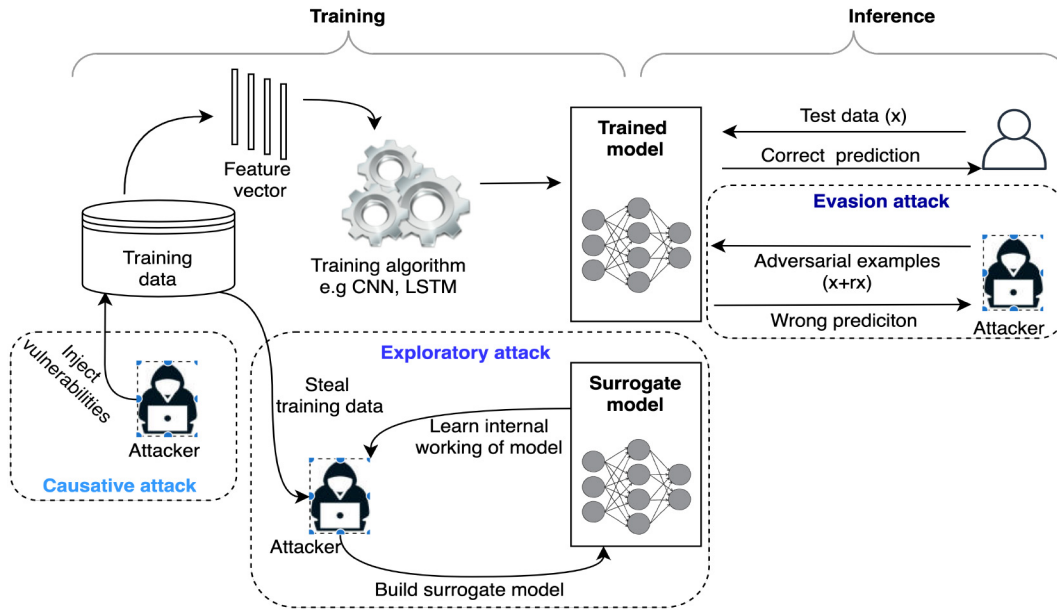 Training
Inference
Feature
vector
Training algorithm
e.g CNN, LSTM
Training
data
Trained
model
Test data (x)
Correct prediction
Evasion attack
Adversarial examples
(x+rx)
Wrong prediciton
Attacker
Inject
vulnerabilities
Attacker
Causative attack
Exploratory attack
Steal
training data
Learn internal
working of model
Surrogate
model
Attacker
Build surrogate model